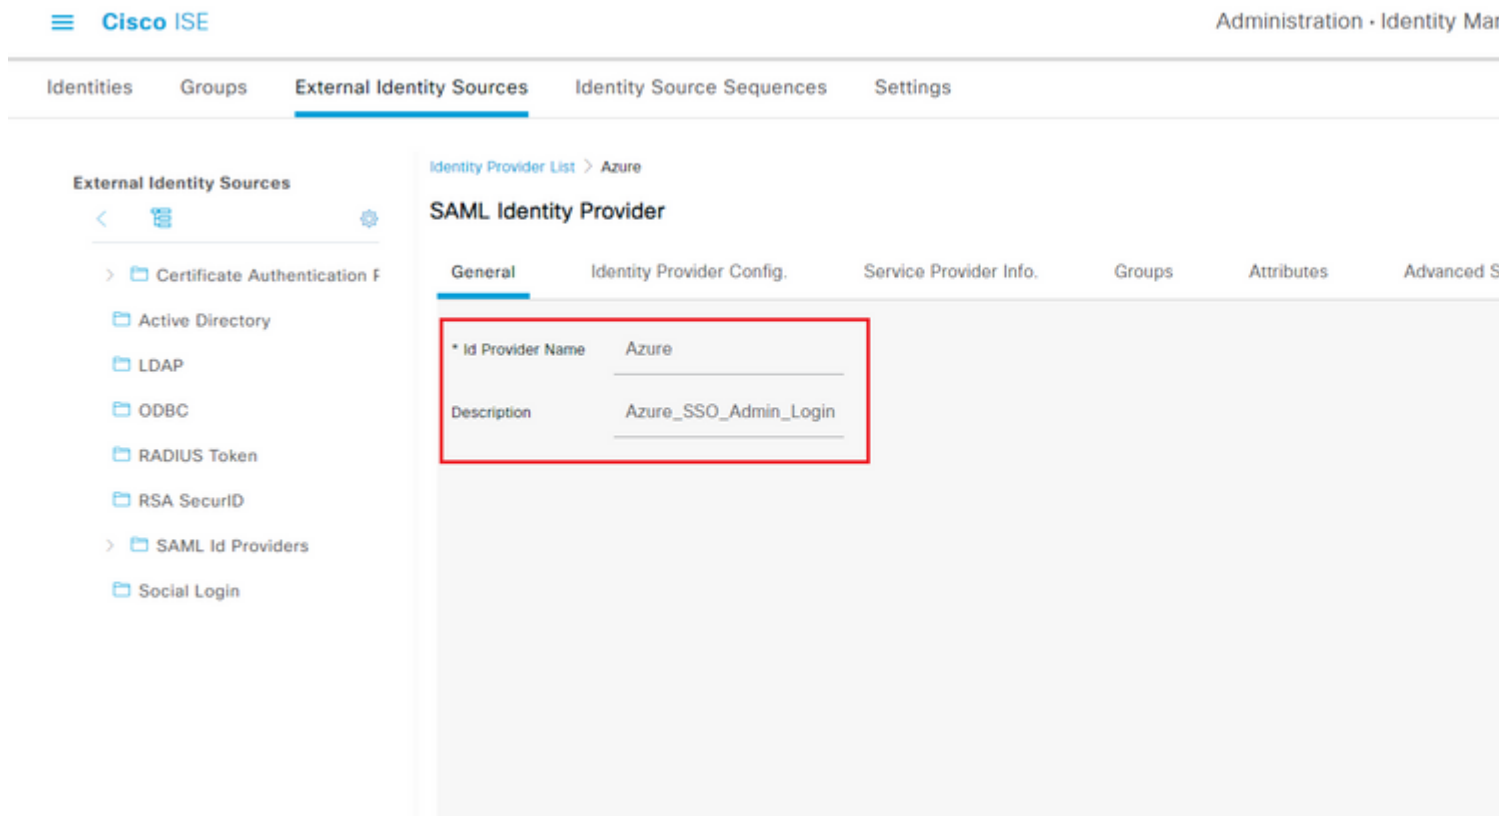 Cisco ISE
Administration · Identity
Identities Groups External Identity Sources Identity Source Sequences Settings
External Identity Sources
Certificate Authentication
Active Directory
LDAP
ODBC
RADIUS Token
RSA SecurID
SAML Id Providers
Social Login
Identity Provider List > Azure
SAML Identity Provider
General Identity Provider Config. Service Provider Info. Groups Attributes Advanced
* Id Provider Name Azure
Description Azure_SSO_Admin_Login